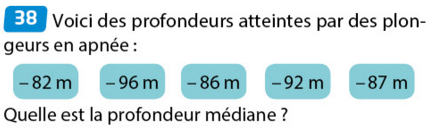 38 Voici des profondeurs atteintes par des plon-
geurs en apnée :
– 82 m – 96 m – 86 m – 92 m – 87 m
Quelle est la profondeur médiane ?